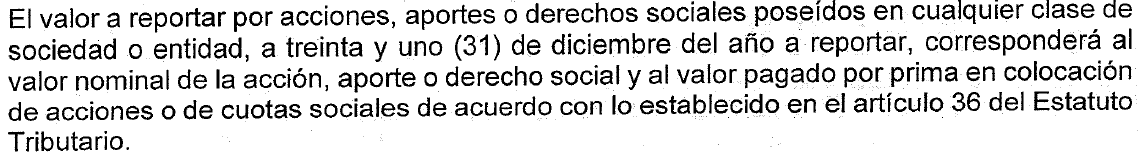 El valor a reportar por acciones, aportes o derechos sociales poseídos en cualquier clase de
sociedad o entidad, a treinta y uno (31) de diciembre del año a reportar, corresponderá al
valor nominal de la acción, aporte o derecho social y al valor pagado por prima en colocación
de acciones o de cuotas sociales de acuerdo con lo establecido en el artículo 36 del Estatuto
Tributario.